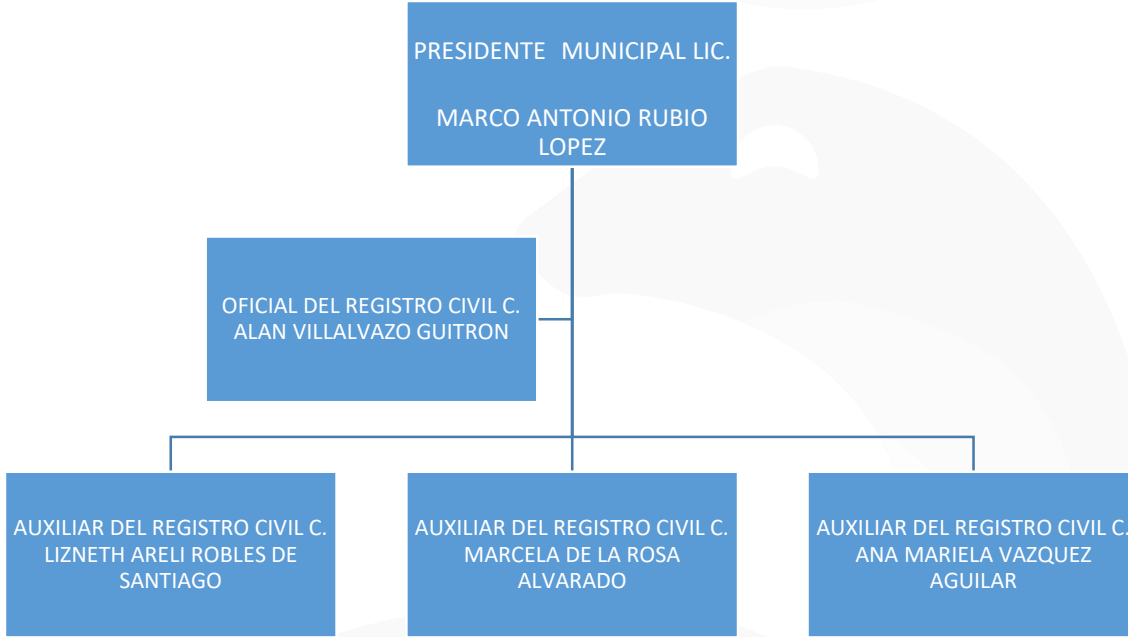 PRESIDENTE MUNICIPAL LIC.
MARCO ANTONIO RUBIO
LOPEZ
OFICIAL DEL REGISTRO CIVIL C.
ALAN VILLALVAZO GUITRON
AUXILIAR DEL REGISTRO CIVIL C.
LIZNETH ARELI ROBLES DE
SANTIAGO
AUXILIAR DEL REGISTRO CIVIL C.
MARCELA DE LA ROSA
ALVARADO
AUXILIAR DEL REGISTRO CIVIL C.
ANA MARIELA VAZQUEZ
AGUILAR